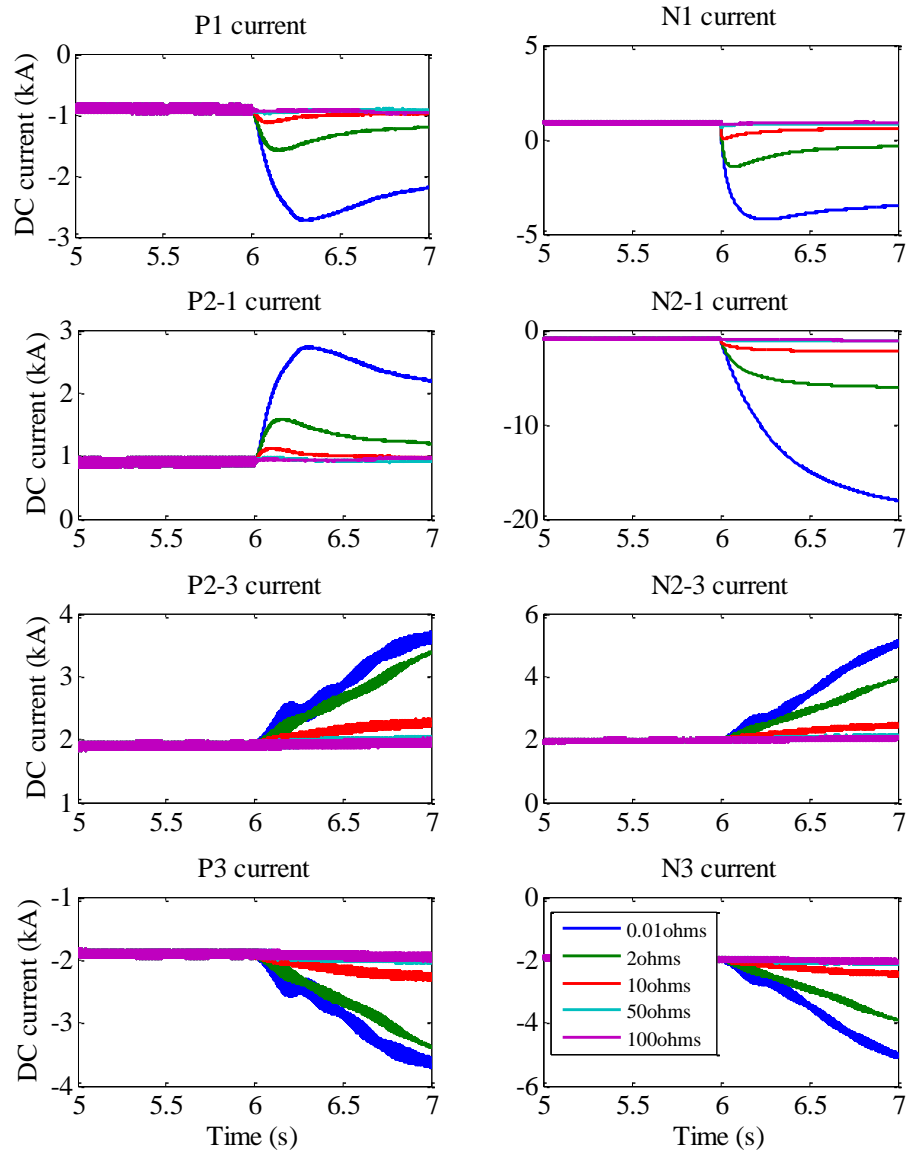 P1 current
DC current (kA)
0
-1
-2
-3
5 5.5 6 6.5 7
N1 current
5
0
-5
5 5.5 6 6.5 7
P2-1 current
DC current (kA)
3
2
1
0
5 5.5 6 6.5 7
N2-1 current
0
-10
-20
5 5.5 6 6.5 7
P2-3 current
DC current (kA)
4
3
2
1
5 5.5 6 6.5 7
N2-3 current
6
4
2
0
5 5.5 6 6.5 7
P3 current
DC current (kA)
-1
-2
-3
-4
5 5.5 6 6.5 7
Time (s)
N3 current
0
-2
-4
-6
0.01ohms
2ohms
10ohms
50ohms
100ohms
5 5.5 6 6.5 7
Time (s)